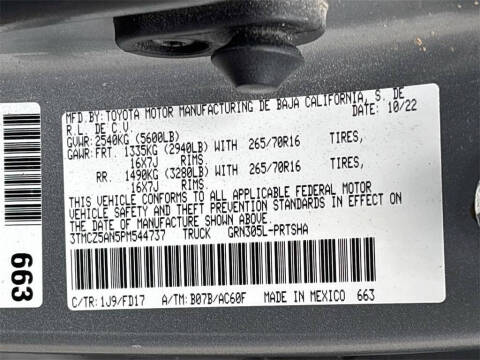 MFD.BY: TOYOTA MOTOR MANUFACTURING DE BAJA CALIFORNIA, S. DE
R.L. DE C.V. DATE: 10/22
GVWR: 2540KG (5600LB)
GAWR: FRT. 1335KG (2940LB) WITH 265/70R16 TIRES,
16X7J RIMS.
RR. 1490KG (3280LB) WITH 265/70R16 TIRES,
16X7J RIMS.
THIS VEHICLE CONFORMS TO ALL APPLICABLE FEDERAL MOTOR
VEHICLE SAFETY AND THEFT PREVENTION STANDARDS IN EFFECT ON
THE DATE OF MANUFACTURE SHOWN ABOVE.
3TMCZ5AN5PM544737 TRUCK GRN305L-PRTSHA
C/TR: 1J9/FD17 A/TM: B07B/AC60F MADE IN MEXICO 663
663